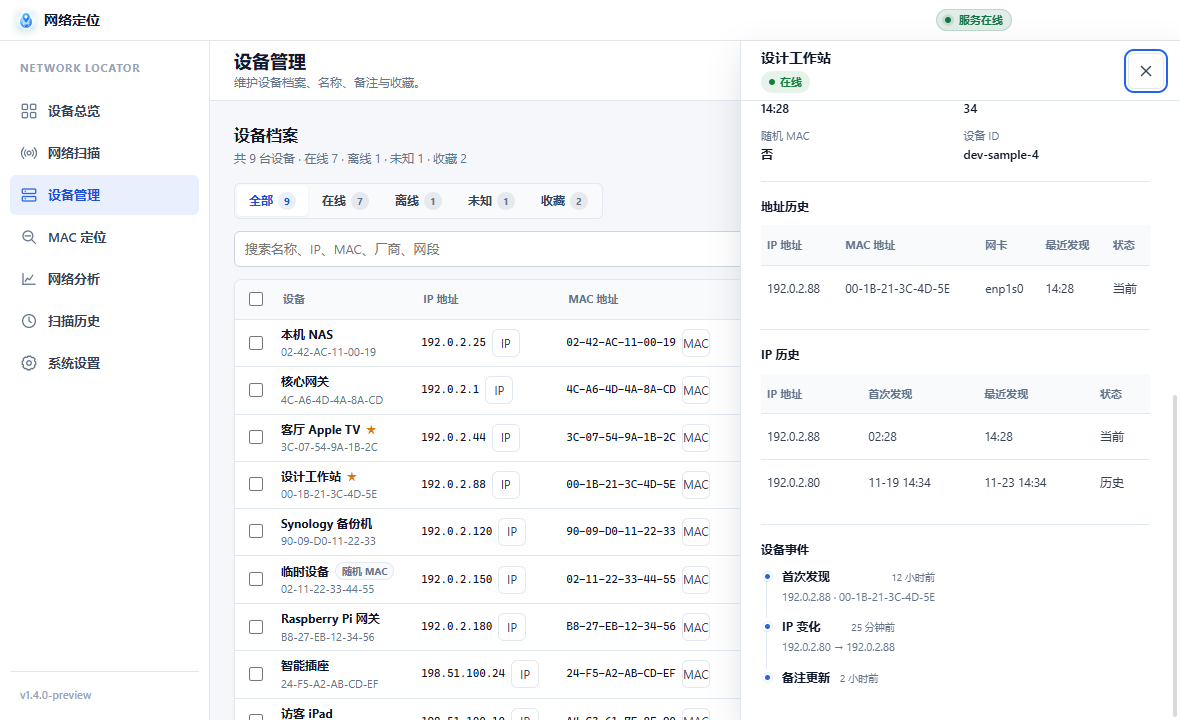 网络定位
服务在线
NETWORK LOCATOR
设备总览
网络扫描
设备管理
MAC 定位
网络分析
扫描历史
系统设置
v1.4.0-preview
设备管理
维护设备档案、名称、备注与收藏。
设备档案
共 9 台设备 · 在线 7 · 离线 1 · 未知 1 · 收藏 2
全部 9 在线 7 离线 1 未知 1 收藏 2
搜索名称、IP、MAC、厂商、网段
设备 IP 地址 MAC 地址
本机 NAS
02-42-AC-11-00-19
192.0.2.25 IP 02-42-AC-11-00-19 MAC
核心网关
4C-A6-4D-4A-8A-CD
192.0.2.1 IP 4C-A6-4D-4A-8A-CD MAC
客厅 Apple TV ★
3C-07-54-9A-1B-2C
192.0.2.44 IP 3C-07-54-9A-1B-2C MAC
设计工作站 ★
00-1B-21-3C-4D-5E
192.0.2.88 IP 00-1B-21-3C-4D-5E MAC
Synology 备份机
90-09-D0-11-22-33
192.0.2.120 IP 90-09-D0-11-22-33 MAC
临时设备 随机 MAC
02-11-22-33-44-55
192.0.2.150 IP 02-11-22-33-44-55 MAC
Raspberry Pi 网关
B8-27-EB-12-34-56
192.0.2.180 IP B8-27-EB-12-34-56 MAC
智能插座
24-F5-A2-AB-CD-EF
198.51.100.24 IP 24-F5-A2-AB-CD-EF MAC
访客 iPad
设计工作站
在线
14:28 34
随机 MAC 设备 ID
否 dev-sample-4
地址历史
IP 地址 MAC 地址 网卡 最近发现 状态
192.0.2.88 00-1B-21-3C-4D-5E enp1s0 14:28 当前
IP 历史
IP 地址 首次发现 最近发现 状态
192.0.2.88 02:28 14:28 当前
192.0.2.80 11-19 14:34 11-23 14:34 历史
设备事件
首次发现 12 小时前
192.0.2.88 · 00-1B-21-3C-4D-5E
IP 变化 25 分钟前
192.0.2.80 → 192.0.2.88
备注更新 2 小时前